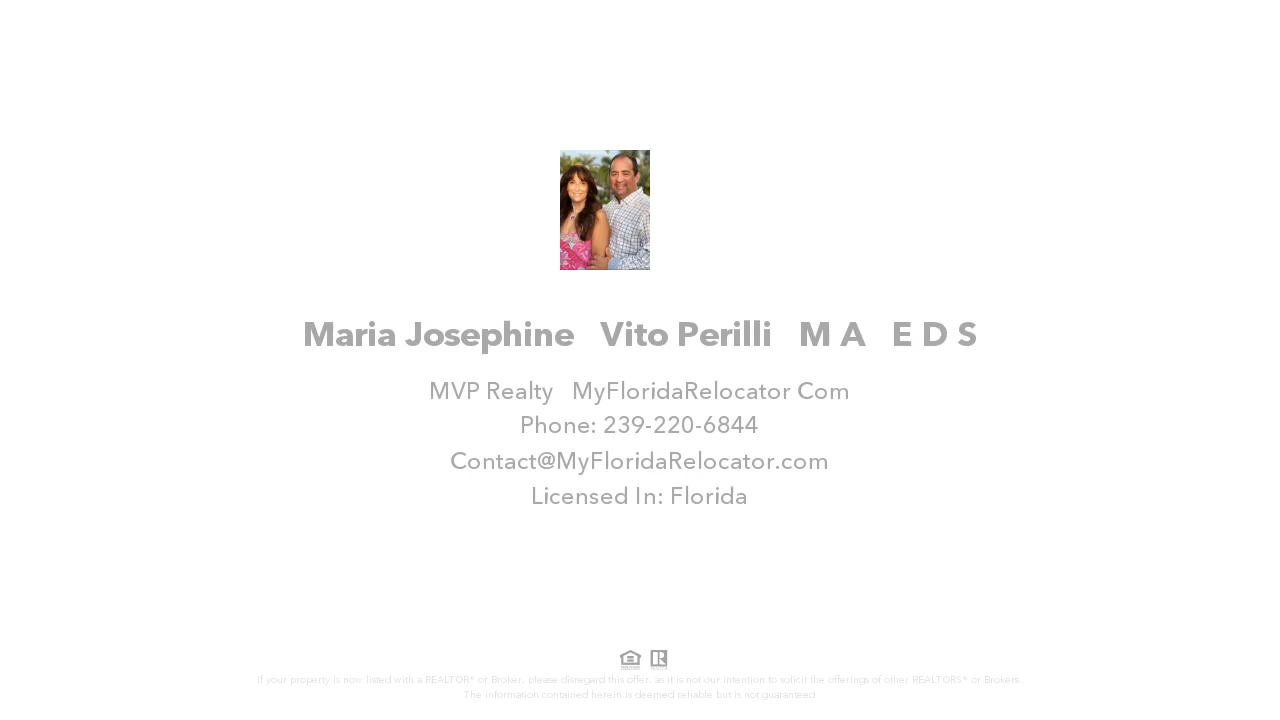 Maria Josephine Vito Perilli M A E D S
MVP Realty MyFloridaRelocator Com
Phone: 239-220-6844
Contact@MyFloridaRelocator.com
Licensed In: Florida
If your property is now listed with a REALTOR® or Broker, please disregard this offer, as it is not our intention to solicit the offerings of other REALTORS® or Brokers.
The information contained herein is deemed reliable but is not guaranteed